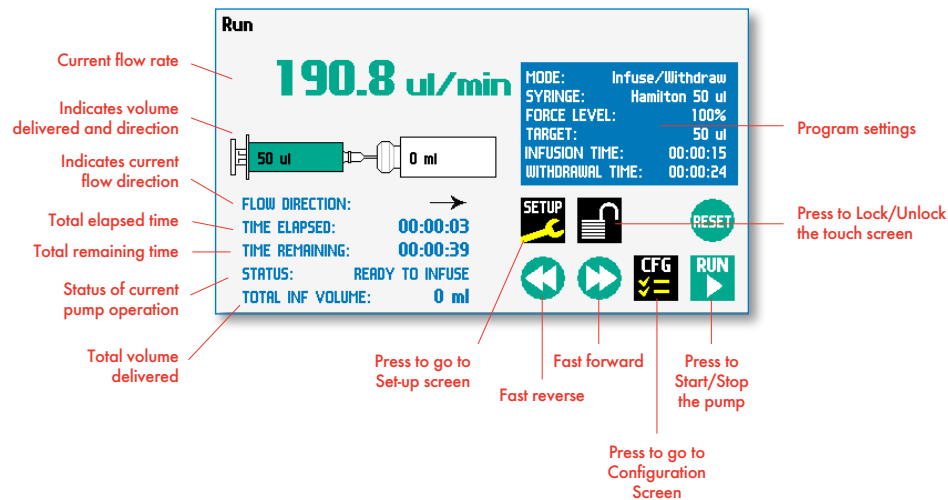 Run
Current flow rate
190.8 ul/min
MODE: Infuse/Withdraw
SYRINGE: Hamilton 50 ul
FORCE LEVEL: 100%
TARGET: 50 ul
INFUSION TIME: 00:00:15
WITHDRAWAL TIME: 00:00:24
Program settings
Indicates volume
delivered and direction
50 ul
0 ml
Indicates current
flow direction
FLOW DIRECTION:
Total elapsed time
TIME ELAPSED: 00:00:03
Total remaining time
TIME REMAINING: 00:00:39
Status of current
pump operation
STATUS: READY TO INFUSE
TOTAL INF VOLUME: 0 ml
Total volume
delivered
SETUP
RESET
Press to Lock/Unlock
the touch screen
CFG
RUN
Press to go to
Set-up screen
Fast reverse
Fast forward
Press to
Start/Stop
the pump
Press to go to
Configuration
Screen